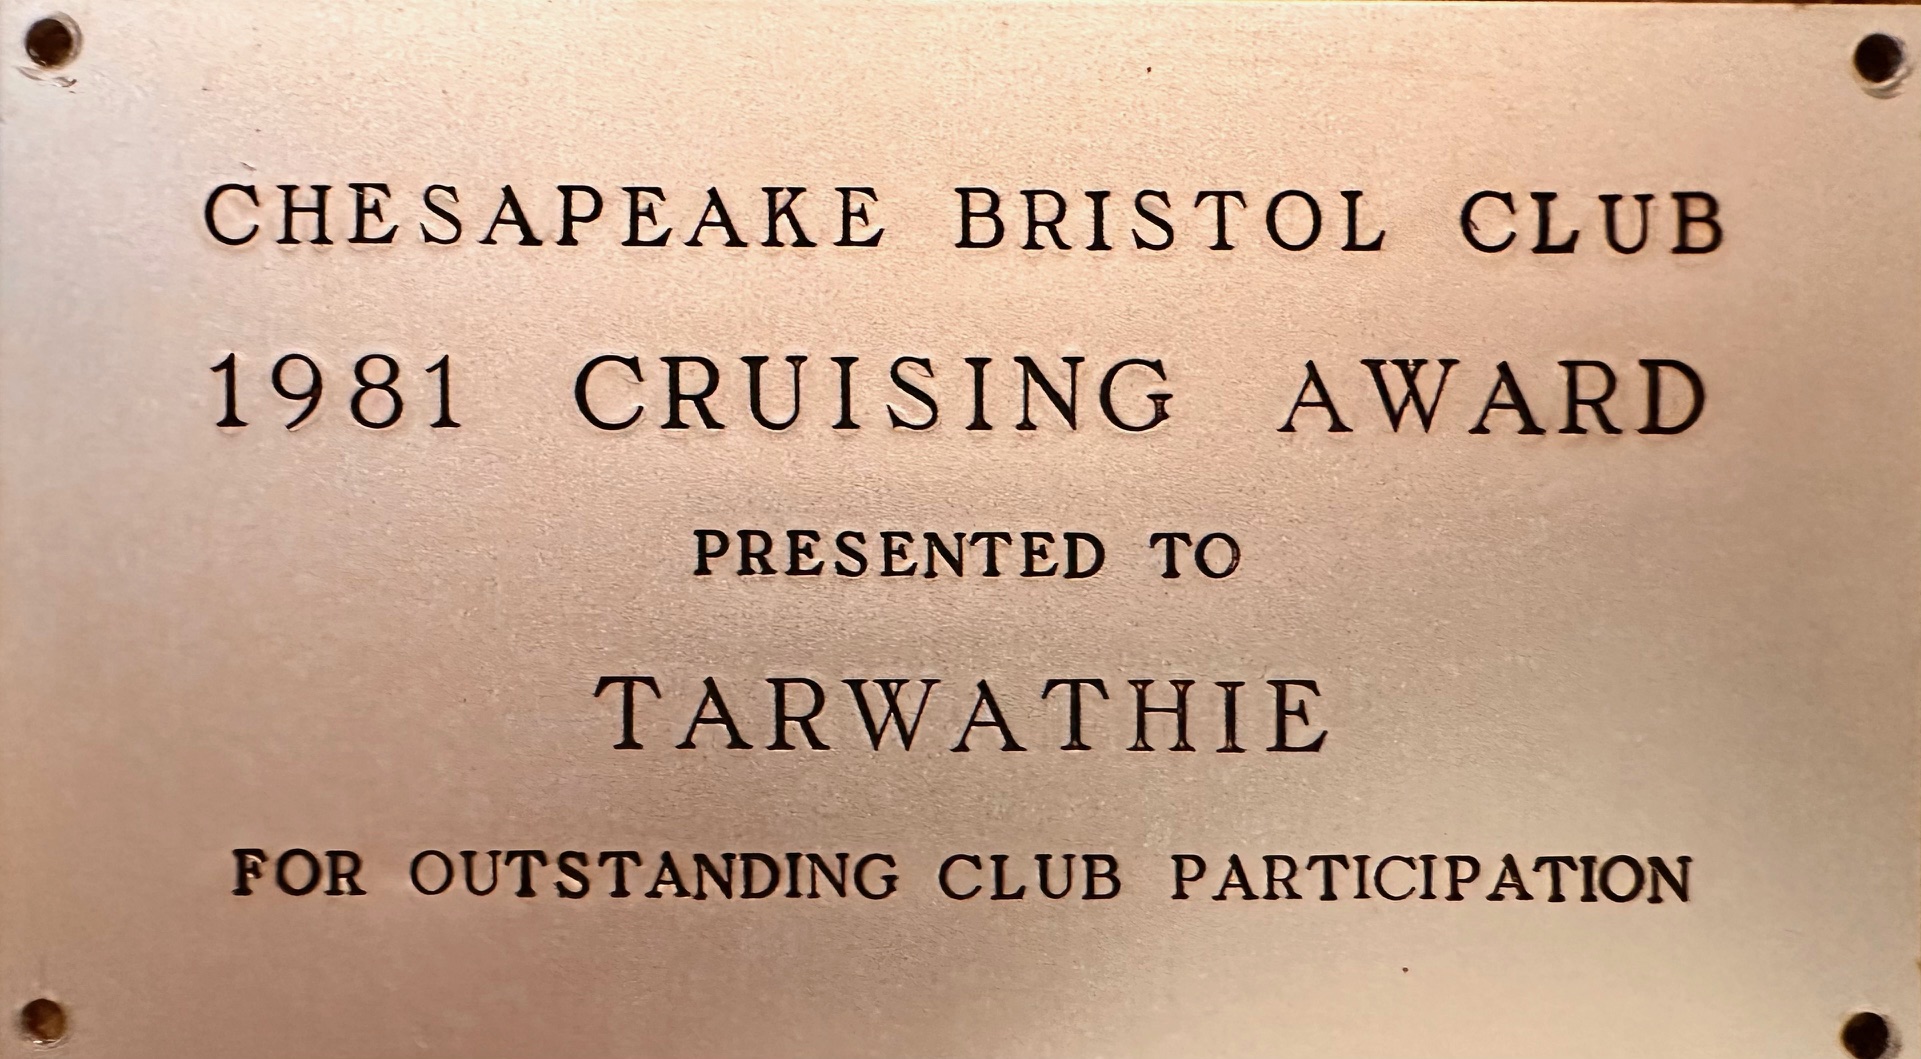 CHESAPEAKE BRISTOL CLUB
1981 CRUISING AWARD
PRESENTED TO
TARWATHIE
FOR OUTSTANDING CLUB PARTICIPATION